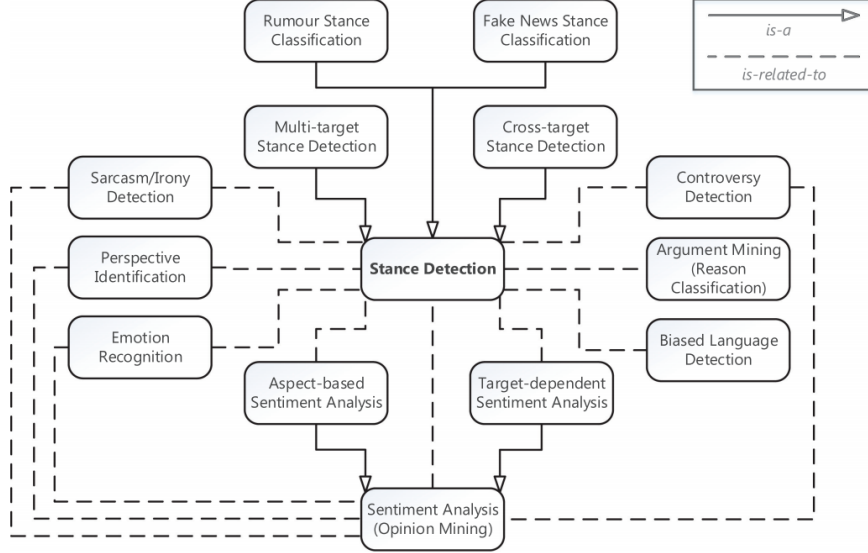 Rumour Stance
Classification
Fake News Stance
Classification
is-a
is-related-to
Multi-target
Stance Detection
Cross-target
Stance Detection
Sarcasm/Irony
Detection
Controversy
Detection
Perspective
Identification
Stance Detection
Argument Mining
(Reason
Classification)
Emotion
Recognition
Biased Language
Detection
Aspect-based
Sentiment Analysis
Target-dependent
Sentiment Analysis
Sentiment Analysis
(Opinion Mining)